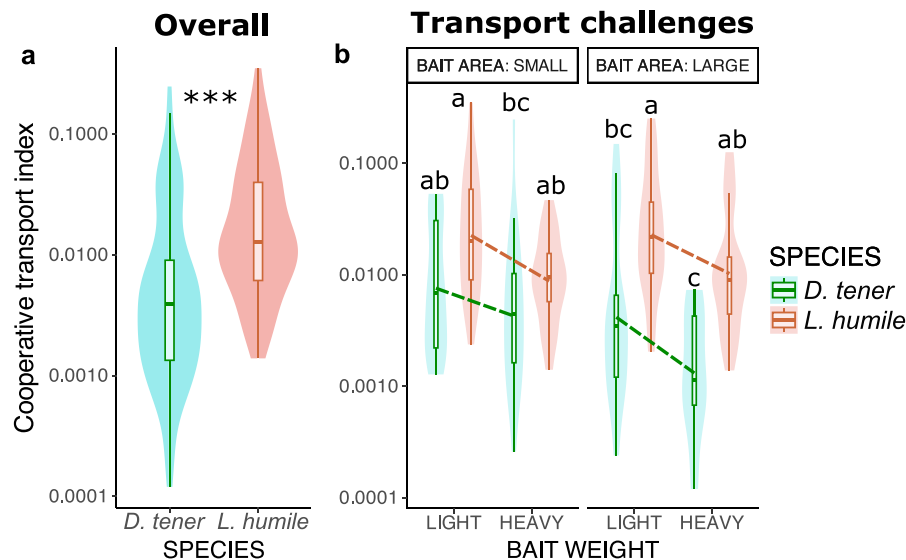 Overall
Transport challenges
a
b
BAIT AREA: SMALL
BAIT AREA: LARGE
Cooperative transport index
0.1000
0.0100
0.0010
0.0001
***
D. tener
L. humile
SPECIES
0.1000
0.0100
0.0010
0.0001
ab
a
bc
ab
bc
a
c
ab
LIGHT
HEAVY
LIGHT
HEAVY
BAIT WEIGHT
SPECIES
D. tener
L. humile